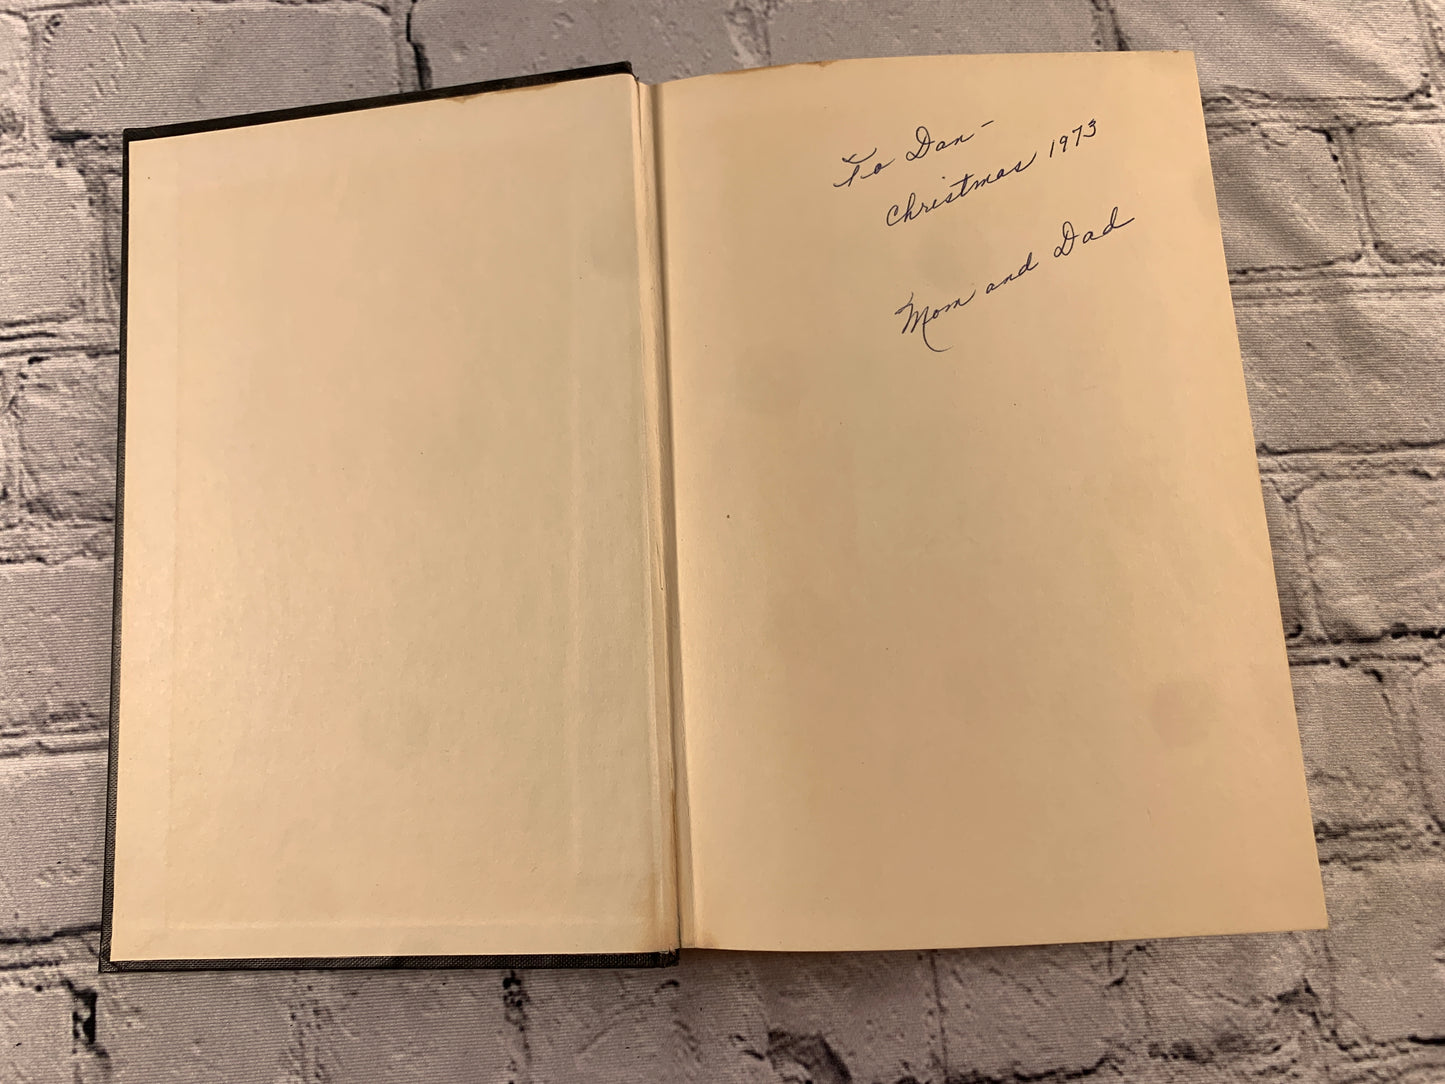 To Dan -
Christmas 1973
Mom and Dad